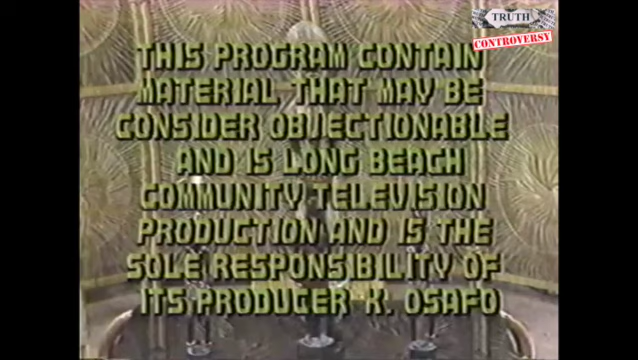 TRUTH
CONTROVERSY
THIS PROGRAM CONTAIN
MATERIAL THAT MAY BE
CONSIDER OBJECTIONABLE
AND IS LONG BEACH
COMMUNITY TELEVISION
PRODUCTION AND IS THE
SOLE RESPONSIBILITY OF
ITS PRODUCER K. OSAFO